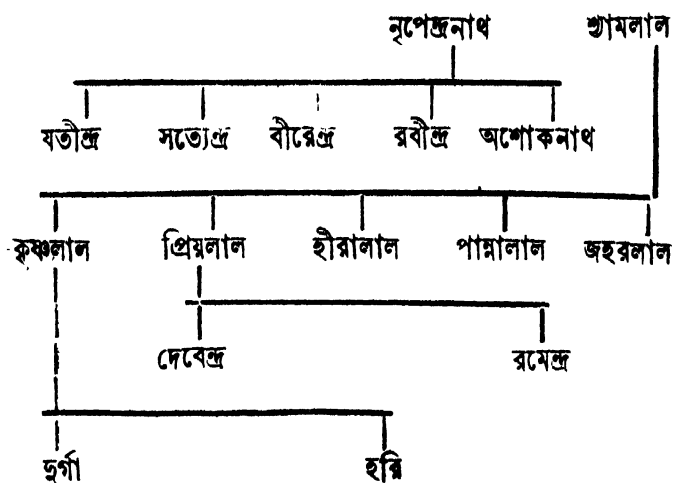 নৃপেন্দ্রনাথ শ্যামলাল
যতীন্দ্র সত্যেন্দ্র বীরেন্দ্র রবীন্দ্র অশোকনাথ
কৃষ্ণলাল প্রিয়লাল হীরালাল পান্নালাল জহরলাল
দেবেন্দ্র রমেন্দ্র
দুর্গা হরি